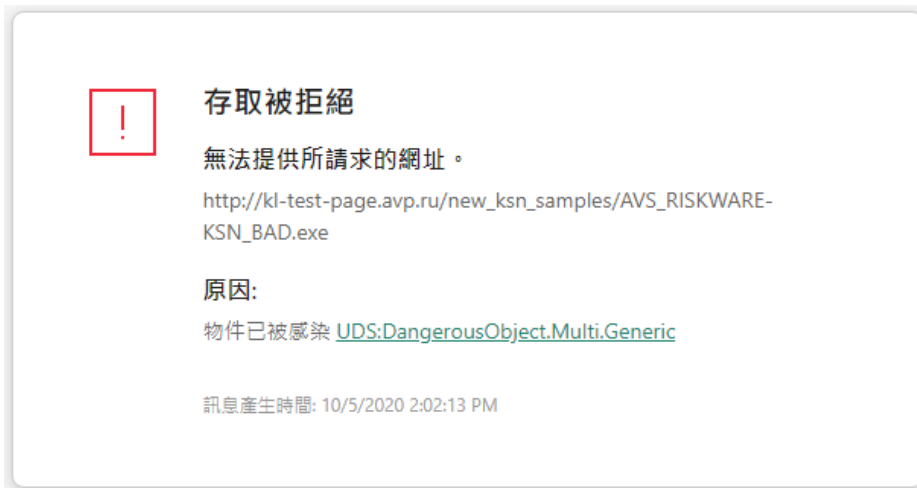 存取被拒絕
無法提供所請求的網址。
http://kl-test-page.avp.ru/new_ksn_samples/AVS_RISKWARE-
KSN_BAD.exe
原因:
物件已被感染 UDS:DangerousObject.Multi.Generic
訊息產生時間: 10/5/2020 2:02:13 PM